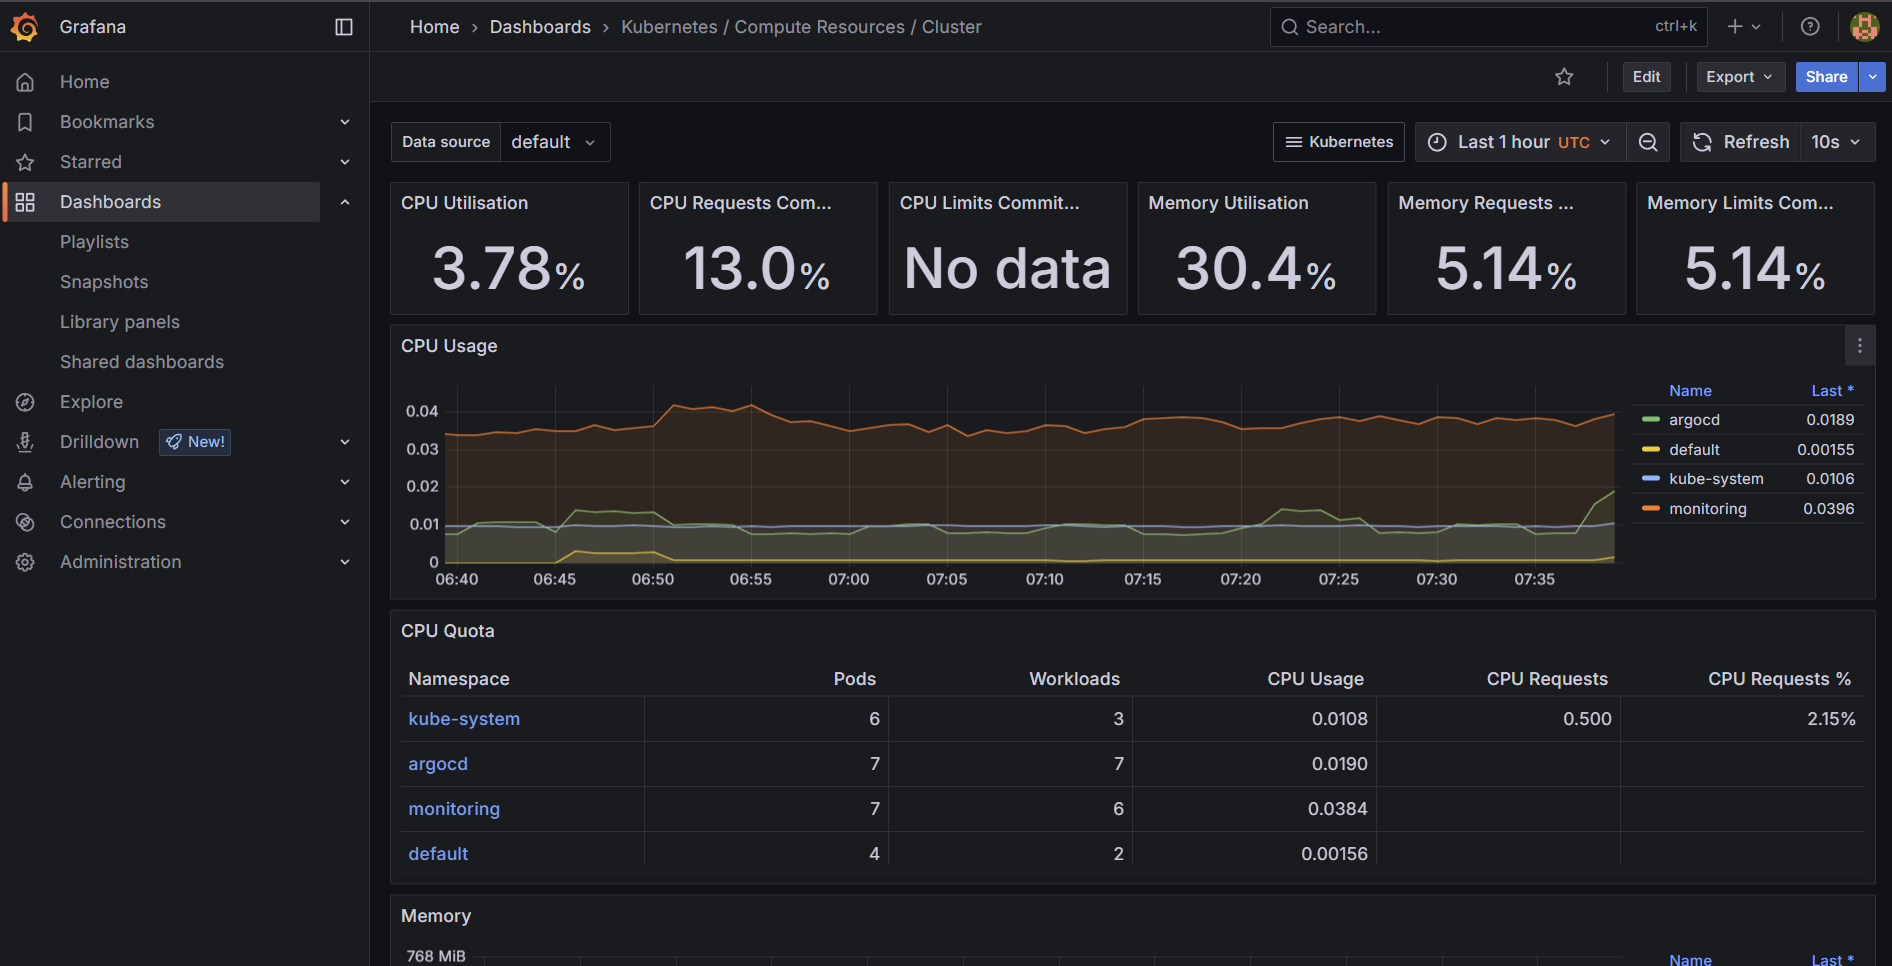 Grafana
Home › Dashboards › Kubernetes / Compute Resources / Cluster
Search... ctrl+k
Edit Export Share
Home
Bookmarks
Starred
Dashboards
Playlists
Snapshots
Library panels
Shared dashboards
Explore
Drilldown New!
Alerting
Connections
Administration
Data source default
Kubernetes Last 1 hour UTC Refresh 10s
CPU Utilisation
3.78%
CPU Requests Com...
13.0%
CPU Limits Commit...
No data
Memory Utilisation
30.4%
Memory Requests ...
5.14%
Memory Limits Com...
5.14%
CPU Usage
0.04
0.03
0.02
0.01
0
06:40 06:45 06:50 06:55 07:00 07:05 07:10 07:15 07:20 07:25 07:30 07:35
Name Last *
argocd 0.0189
default 0.00155
kube-system 0.0106
monitoring 0.0396
CPU Quota
Namespace Pods Workloads CPU Usage CPU Requests CPU Requests %
kube-system 6 3 0.0108 0.500 2.15%
argocd 7 7 0.0190
monitoring 7 6 0.0384
default 4 2 0.00156
Memory
768 MiB
Name Last *